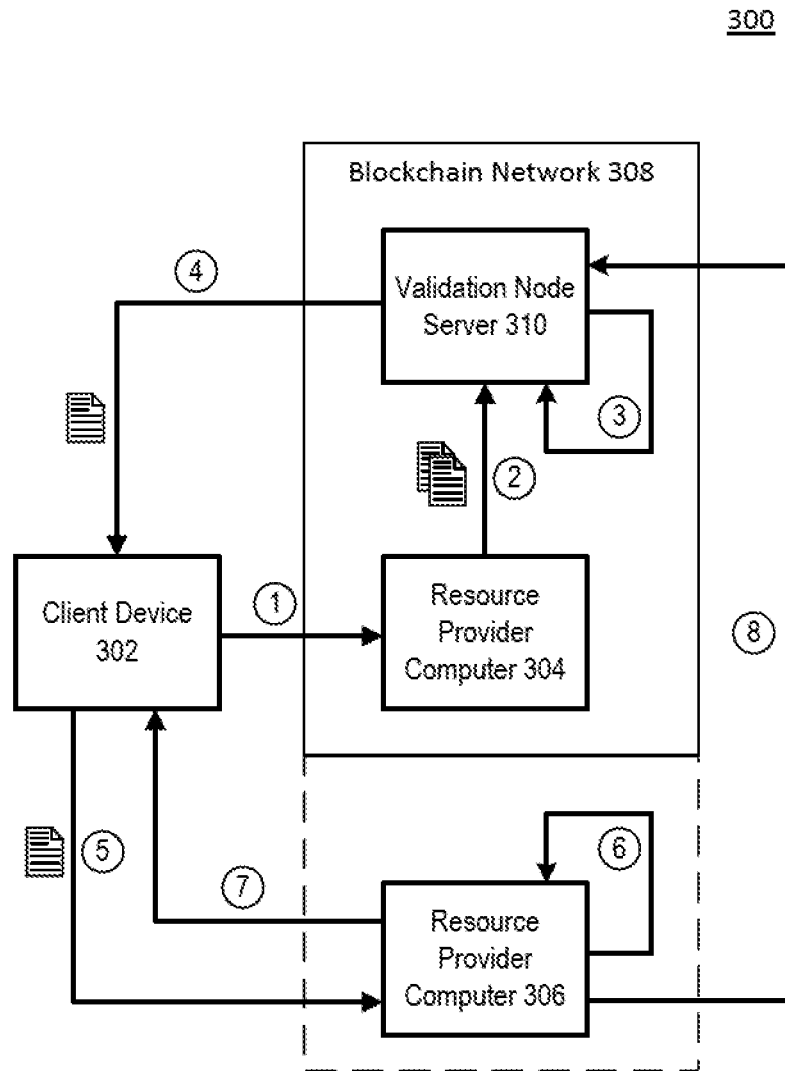 300
Blockchain Network 308
4
Validation Node
Server 310
3
2
Client Device
302
1
Resource
Provider
Computer 304
8
5
7
6
Resource
Provider
Computer 306